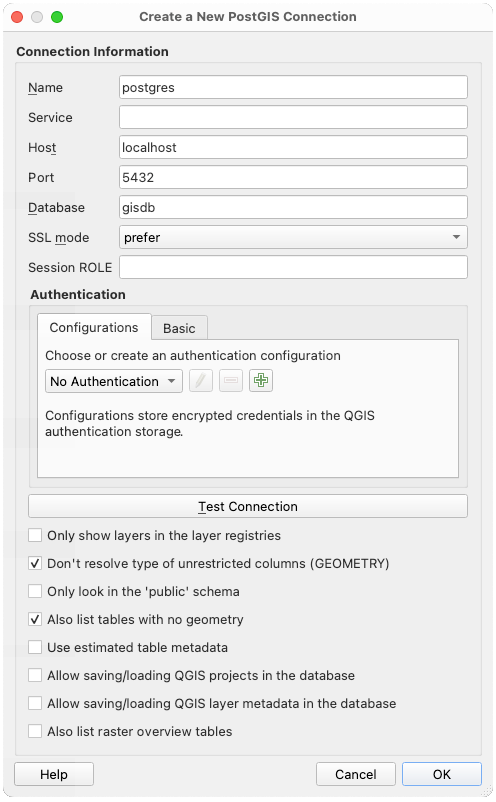 Create a New PostGIS Connection
Connection Information
Name postgres
Service
Host localhost
Port 5432
Database gisdb
SSL mode prefer
Session ROLE
Authentication
Configurations Basic
Choose or create an authentication configuration
No Authentication
Configurations store encrypted credentials in the QGIS
authentication storage.
Test Connection
Only show layers in the layer registries
Don't resolve type of unrestricted columns (GEOMETRY)
Only look in the 'public' schema
Also list tables with no geometry
Use estimated table metadata
Allow saving/loading QGIS projects in the database
Allow saving/loading QGIS layer metadata in the database
Also list raster overview tables
Help Cancel OK